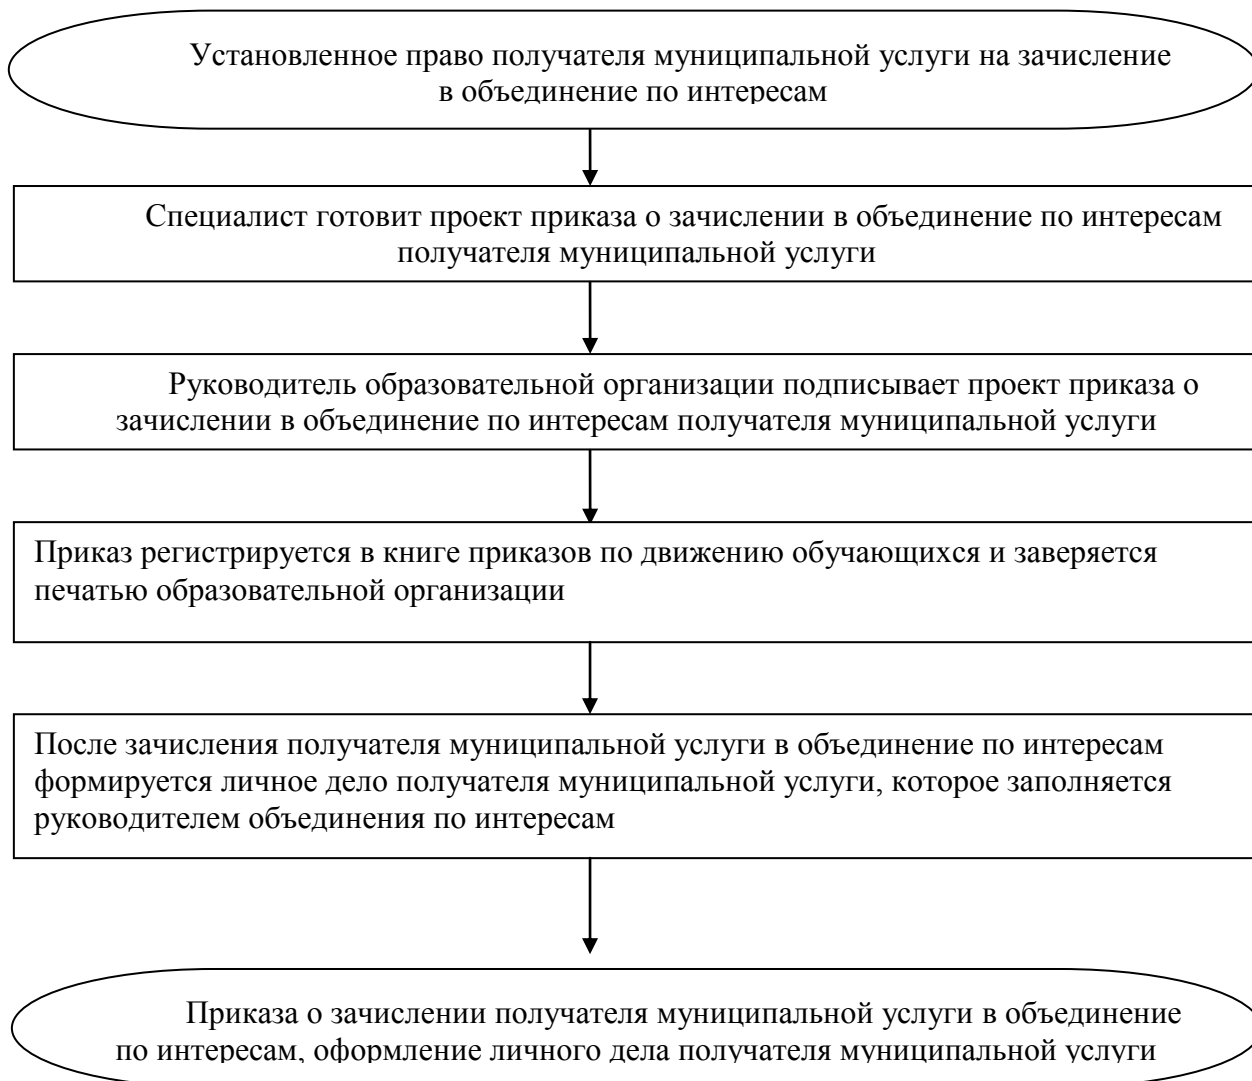 Установленное право получателя муниципальной услуги на зачисление
в объединение по интересам
Специалист готовит проект приказа о зачислении в объединение по интересам
получателя муниципальной услуги
Руководитель образовательной организации подписывает проект приказа о
зачислении в объединение по интересам получателя муниципальной услуги
Приказ регистрируется в книге приказов по движению обучающихся и заверяется
печатью образовательной организации
После зачисления получателя муниципальной услуги в объединение по интересам
формируется личное дело получателя муниципальной услуги, которое заполняется
руководителем объединения по интересам
Приказа о зачислении получателя муниципальной услуги в объединение
по интересам, оформление личного дела получателя муниципальной услуги